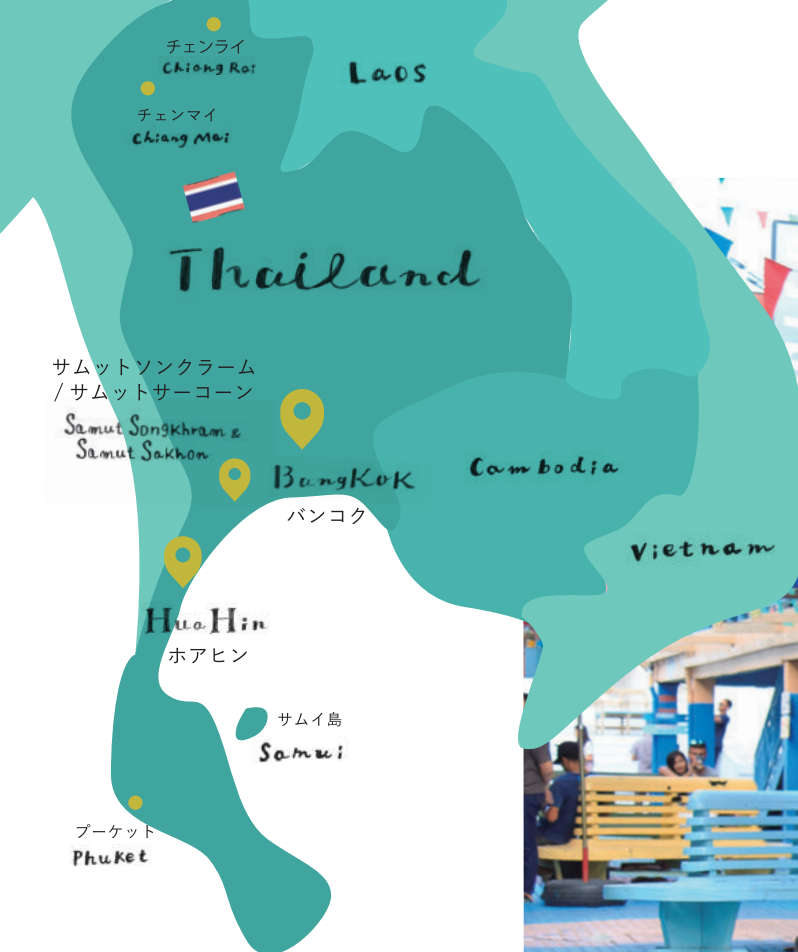 チェンライ
Chiang Rai
Laos
チェンマイ
Chiang Mai
Thailand
サムットソンクラーム
/ サムットサーコーン
Samut Songkhram &
Samut Sakhon
BangKoK
バンコク
Cambodia
Vietnam
Hua Hin
ホアヒン
サムイ島
Samui
プーケット
PhuKet